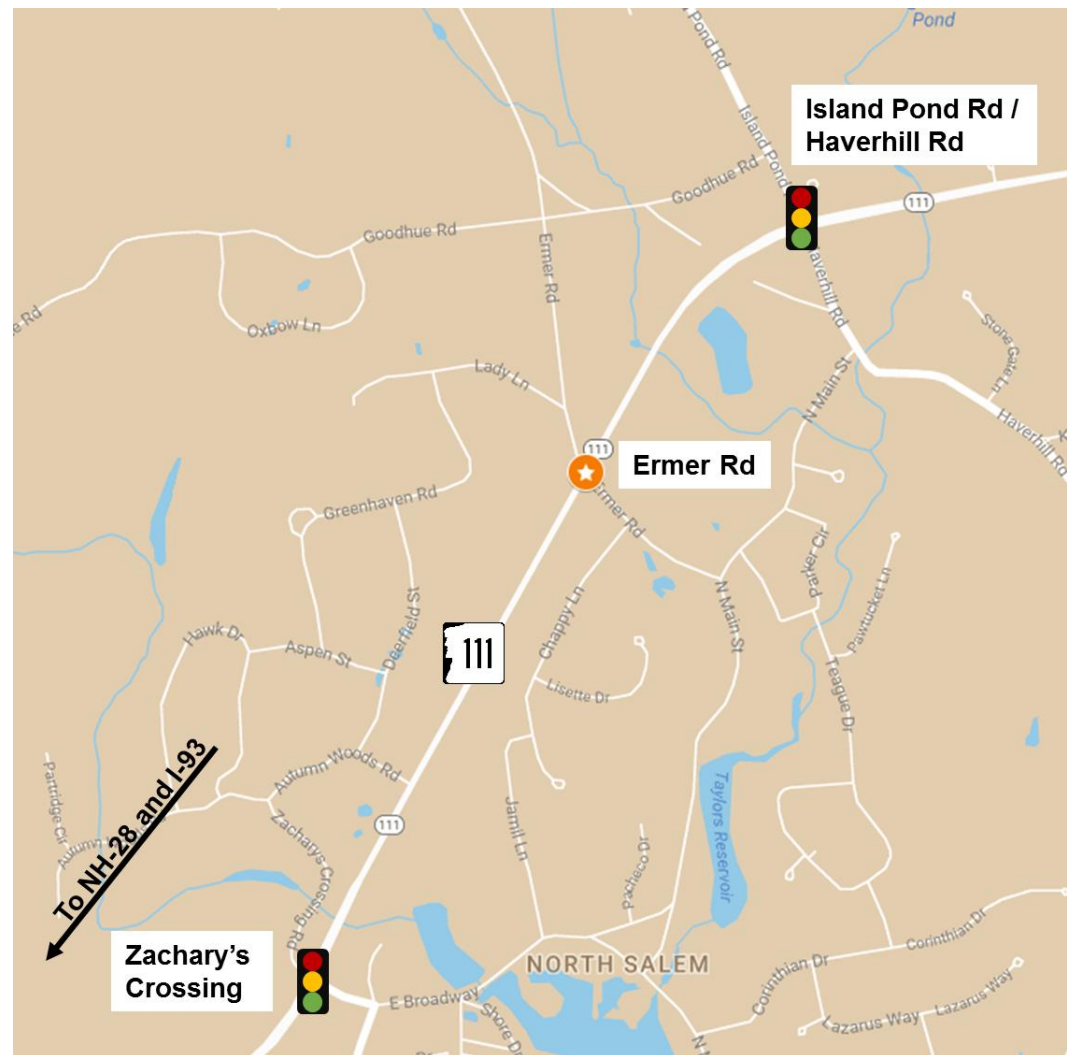 Pond
Pond Rd
Island Pond Rd /
Haverhill Rd
Island Pond
Goodhue Rd
111
Goodhue Rd
Ermer Rd
Haverhill Rd
e Rd
Oxbow Ln
Stone Gate Ln
Lady Ln
N Main St
Haverhill Rd
111
Ermer Rd
Ermer Rd
Greenhaven Rd
Parker Cir
Pawtucket Ln
N Main St
Deerfield St
Chappy Ln
Hawk Dr
Aspen St
111
Teague Dr
Lisette Dr
To NH-28 and I-93
Partridge Cir
Autumn Woods Rd
Taylors Reservoir
111
Jamil Ln
Autumn
Zacharys Crossing Rd
Pacheco Dr
Zachary's
Crossing
NORTH SALEM
Corinthian Dr
Corinthian Dr
E Broadway
Shore Dr
Lazarus Way
Lazarus Way
N Main St